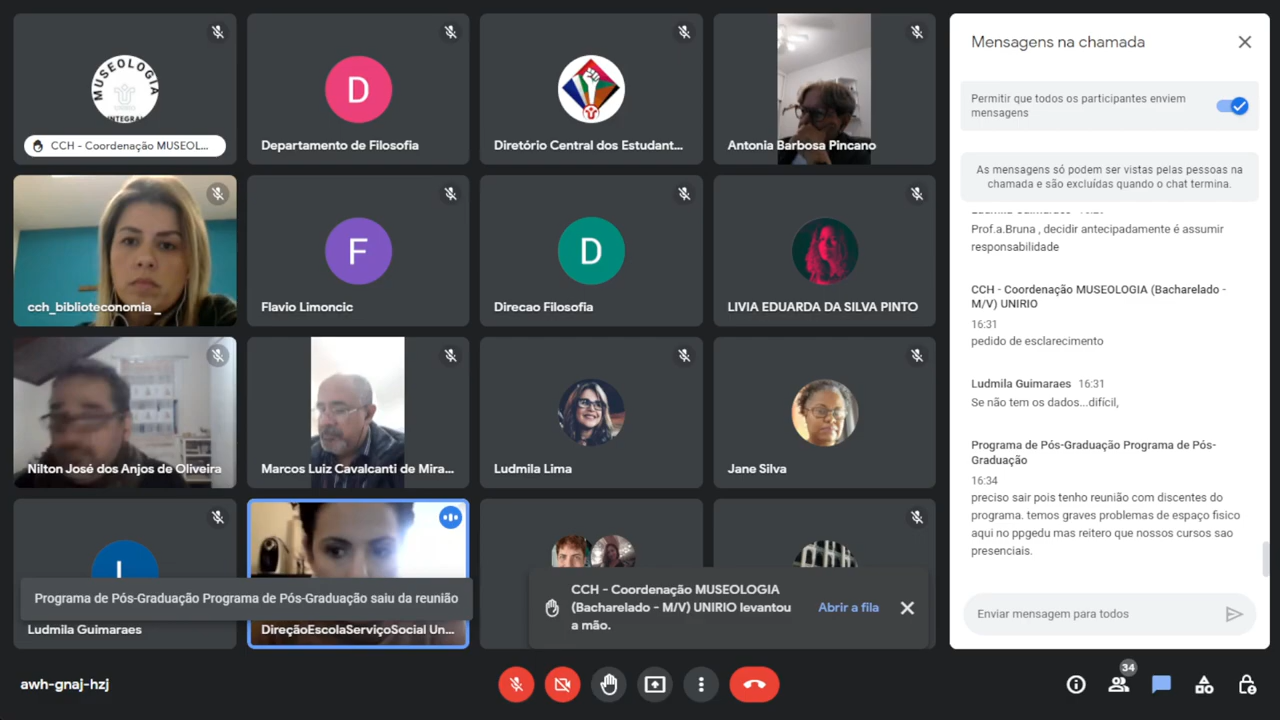 MUSEOLOGIA
INTEGRAL
CCH - Coordenação MUSEOL...
D
Departamento de Filosofia
Diretório Central dos Estudant...
Antonia Barbosa Pincano
cch_biblioteconomia _
F
Flavio Limoncic
D
Direcao Filosofia
LIVIA EDUARDA DA SILVA PINTO
Nilton José dos Anjos de Oliveira
Marcos Luiz Cavalcanti de Mira...
Ludmila Lima
Jane Silva
L
Programa de Pós-Graduação Programa de Pós-Graduação saiu da reunião
Ludmila Guimaraes
DireçãoEscolaServiçoSocial Un...
CCH - Coordenação MUSEOLOGIA
(Bacharelado - M/V) UNIRIO levantou
a mão.
Abrir a fila
awh-gnaj-hzj
34
Mensagens na chamada
Permitir que todos os participantes enviem
mensagens
As mensagens só podem ser vistas pelas pessoas na
chamada e são excluídas quando o chat termina.
Prof.a.Bruna , decidir antecipadamente é assumir
responsabilidade
CCH - Coordenação MUSEOLOGIA (Bacharelado -
M/V) UNIRIO
16:31
pedido de esclarecimento
Ludmila Guimaraes 16:31
Se não tem os dados...difícil,
Programa de Pós-Graduação Programa de Pós-
Graduação
16:34
preciso sair pois tenho reunião com discentes do
programa. temos graves problemas de espaço fisico
aqui no ppgedu mas reitero que nossos cursos sao
presenciais.
Enviar mensagem para todos